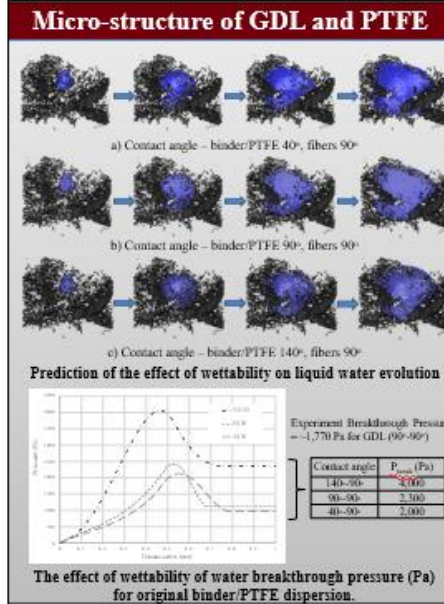 Micro-structure of GDL and PTFE
a) Contact angle – binder/PTFE 40°, fibers 90°
b) Contact angle – binder/PTFE 90°, fibers 90°
c) Contact angle – binder/PTFE 140°, fibers 90°
Prediction of the effect of wettability on liquid water evolution
Experiment Breakthrough Pressure
= ~1,770 Pa for GDL (90°-90°)
Contact angle P (Pa)
140-90- 4,000
90-90- 2,300
40-90- 2,000
The effect of wettability of water breakthrough pressure (Pa)
for original binder/PTFE dispersion.